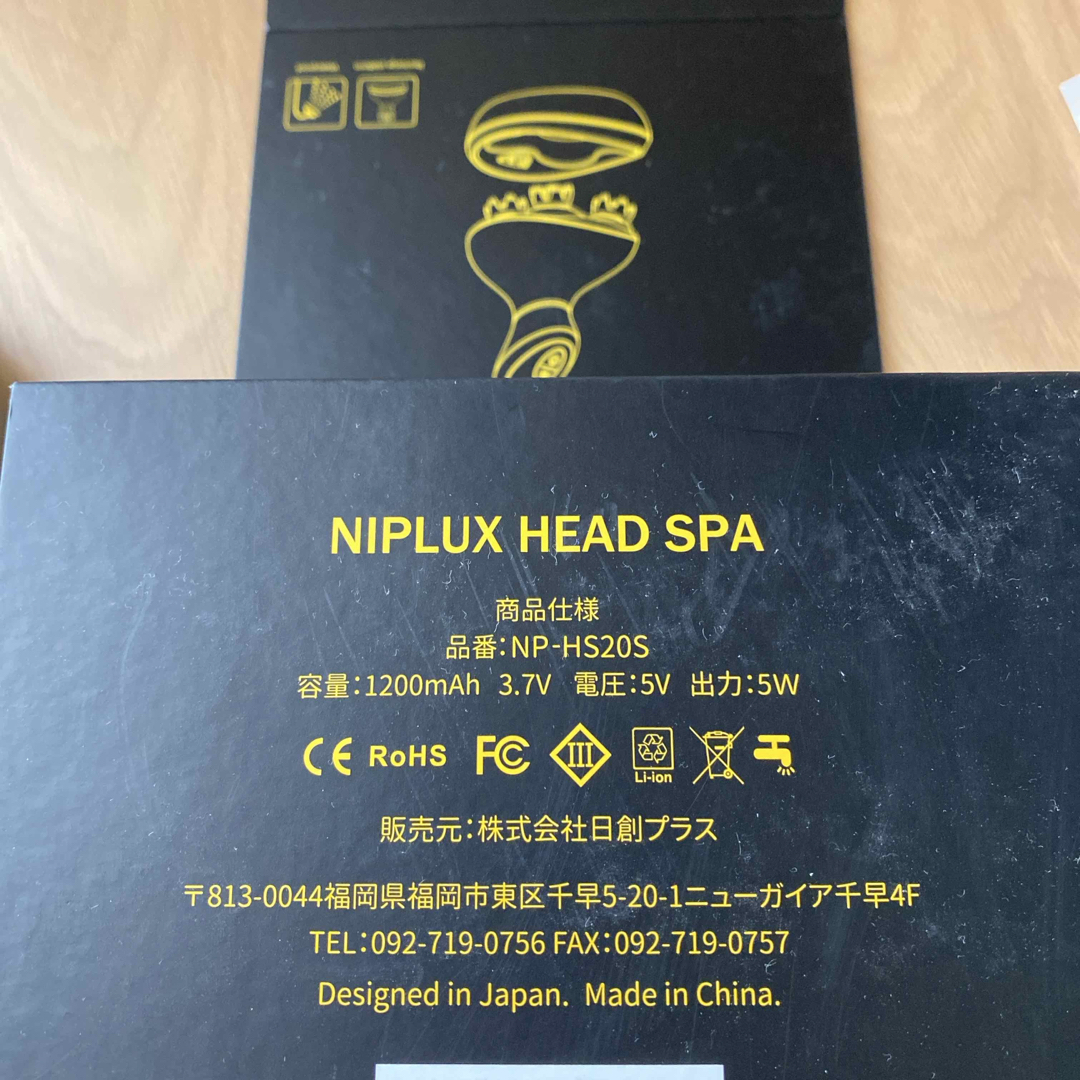 NIPLUX HEAD SPA
商品仕様
品番:NP-HS20S
容量:1200mAh 3.7V 電圧:5V 出力:5W
CE RoHS FC III Li-ion
販売元:株式会社日創プラス
〒813-0044福岡県福岡市東区千早5-20-1ニューガイア千早4F
TEL:092-719-0756 FAX:092-719-0757
Designed in Japan. Made in China.